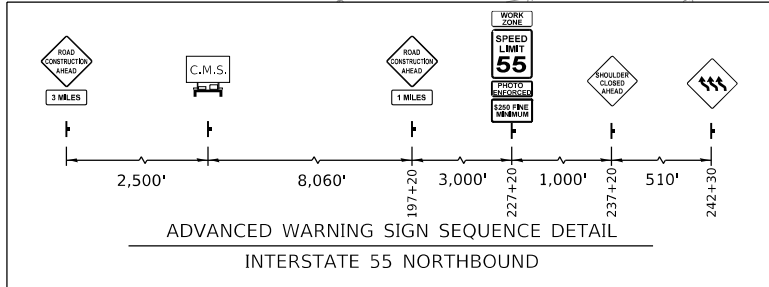 ROAD
CONSTRUCTION
AHEAD
3 MILES
C.M.S.
ROAD
CONSTRUCTION
AHEAD
1 MILES
WORK
ZONE
SPEED
LIMIT
55
PHOTO
ENFORCED
$250 FINE
MINIMUM
SHOULDER
CLOSED
AHEAD
2,500'
8,060'
197+20
3,000'
227+20
1,000'
237+20
510'
242+30
ADVANCED WARNING SIGN SEQUENCE DETAIL
INTERSTATE 55 NORTHBOUND